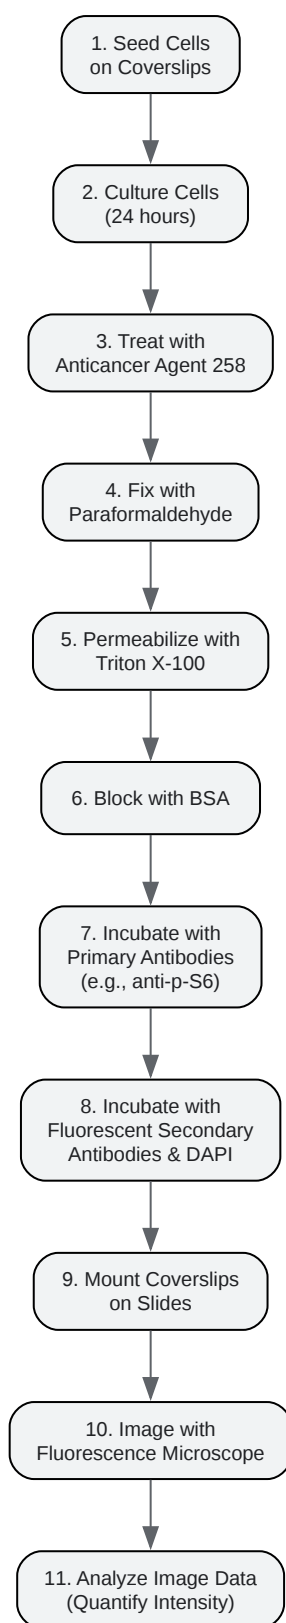 1. Seed Cells
on Coverslips
2. Culture Cells
(24 hours)
3. Treat with
Anticancer Agent 258
4. Fix with
Paraformaldehyde
5. Permeabilize with
Triton X-100
6. Block with BSA
7. Incubate with
Primary Antibodies
(e.g., anti-p-S6)
8. Incubate with
Fluorescent Secondary
Antibodies & DAPI
9. Mount Coverslips
on Slides
10. Image with
Fluorescence Microscope
11. Analyze Image Data
(Quantify Intensity)